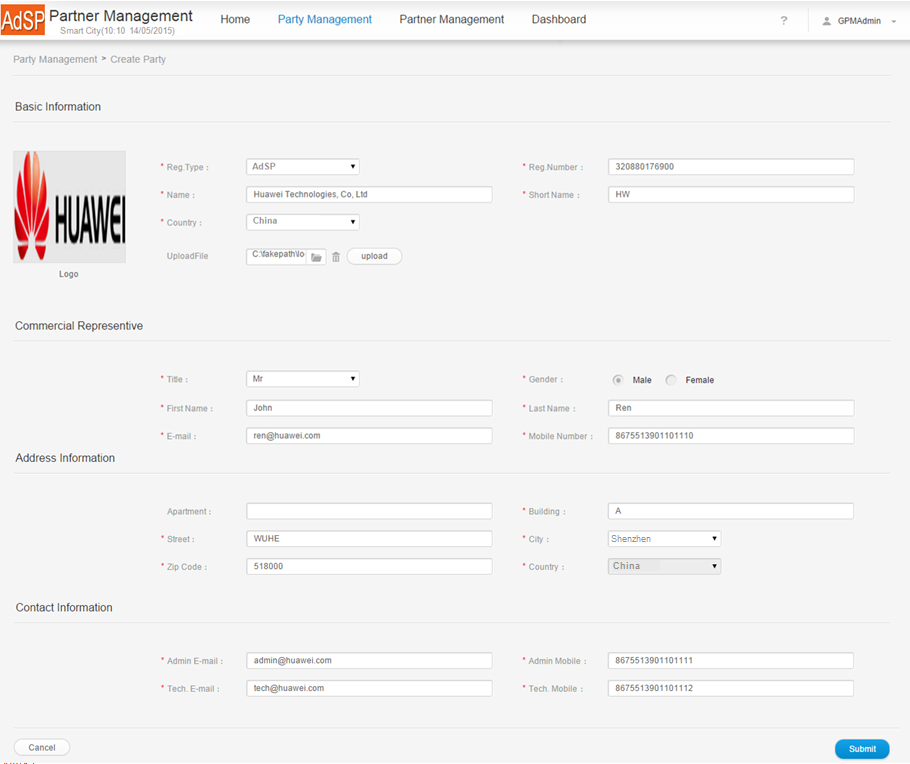 AdSP Partner Management Home Party Management Partner Management Dashboard ? GPMAdmin
Smart City(10:10 14/05/2015)
Party Management > Create Party
Basic Information
HUAWEI
Logo
* Reg.Type : AdSP * Reg.Number : 320880176900
* Name : Huawei Technologies, Co, Ltd * Short Name : HW
* Country : China
UploadFile C:\fakepath\lo upload
Commercial Representive
* Title : Mr * Gender : Male Female
* First Name : John * Last Name : Ren
* E-mail : ren@huawei.com * Mobile Number : 8675513901101110
Address Information
Apartment : * Building : A
* Street : WUHE * City : Shenzhen
* Zip Code : 518000 * Country : China
Contact Information
* Admin E-mail : admin@huawei.com * Admin Mobile : 8675513901101111
* Tech. E-mail : tech@huawei.com * Tech. Mobile : 8675513901101112
Cancel Submit